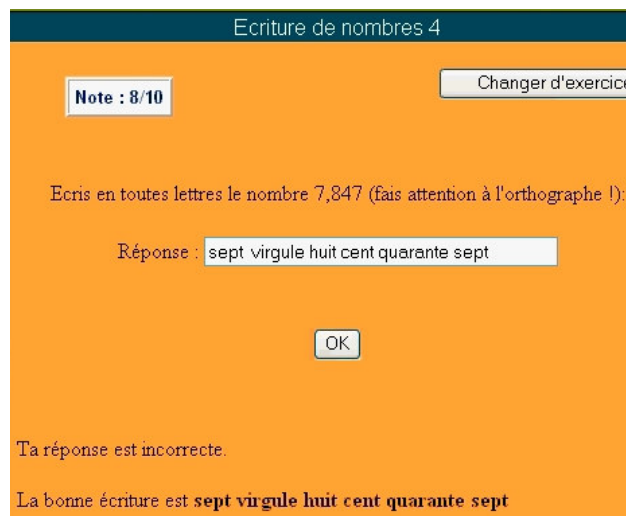 Ecriture de nombres 4
Note : 8/10
Changer d'exercice
Ecris en toutes lettres le nombre 7,847 (fais attention à l'orthographe !):
Réponse : sept virgule huit cent quarante sept
OK
Ta réponse est incorrecte.
La bonne écriture est sept virgule huit cent quarante sept